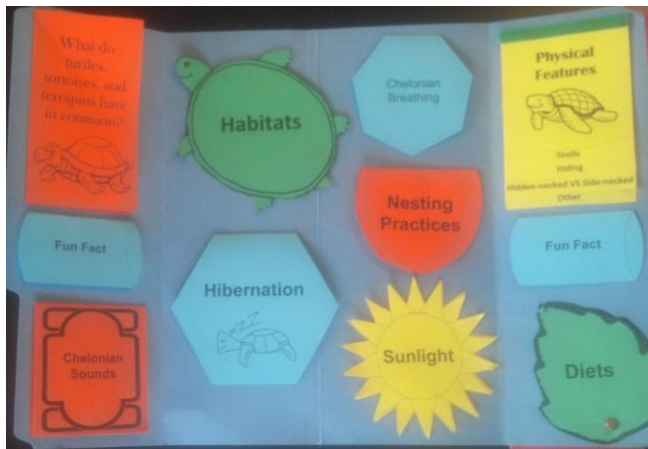 What do
turtles,
tortoises, and
terrapins have
in common?
Fun Fact
Chelonian
Sounds
Habitats
Hibernation
ZZZ
Chelonian
Breathing
Nesting
Practices
Sunlight
Physical
Features
Shells
Hiding
Hidden-necked VS Side-necked
Other
Fun Fact
Diets